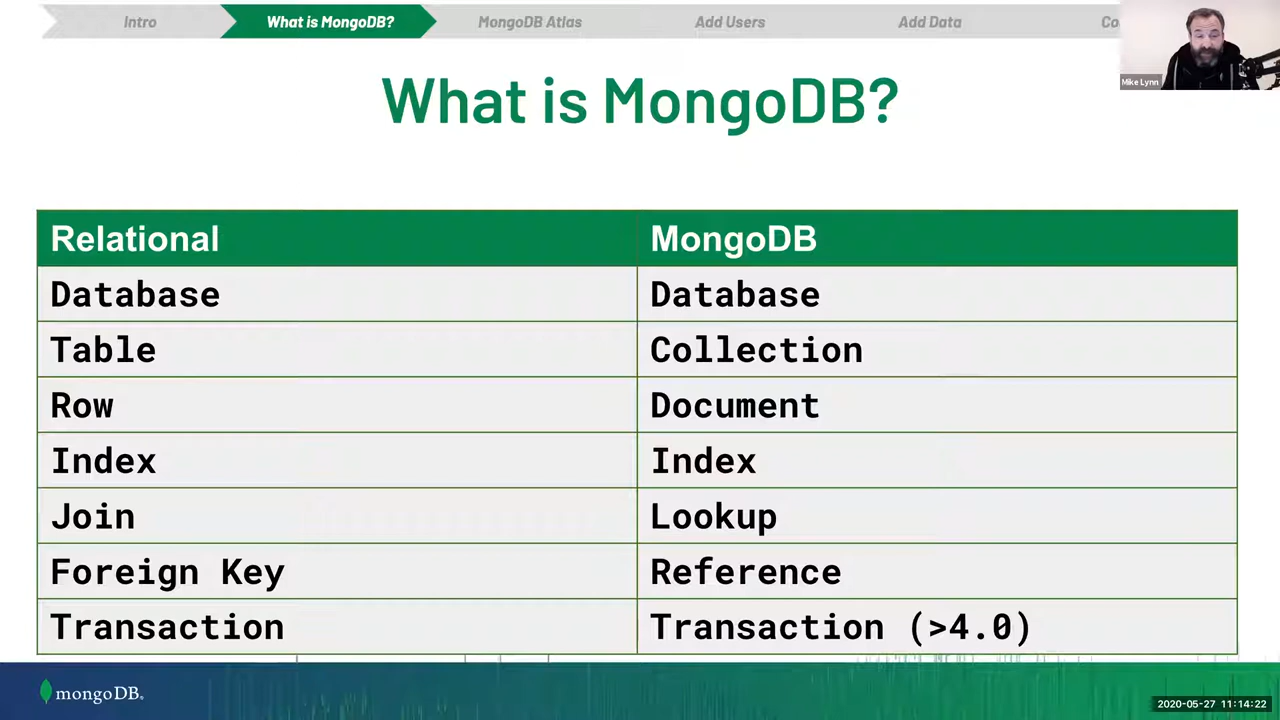 Intro
What is MongoDB?
MongoDB Atlas
Add Users
Add Data
Mike Lynn
What is MongoDB?
Relational MongoDB
Database Database
Table Collection
Row Document
Index Index
Join Lookup
Foreign Key Reference
Transaction Transaction (>4.0)
mongoDB®
2020-05-27 11:14:22